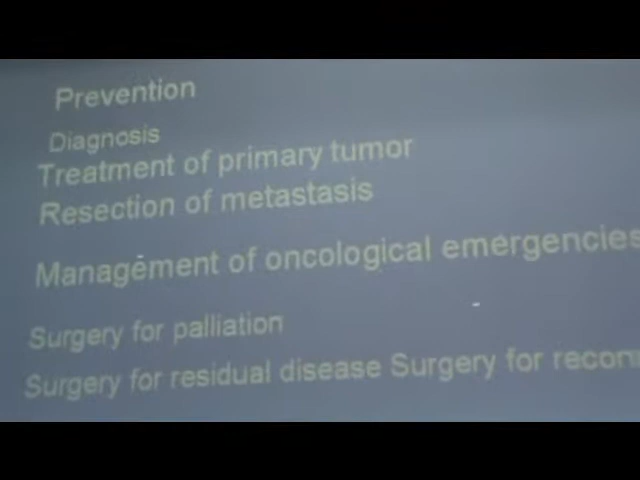 Prevention
Diagnosis
Treatment of primary tumor
Resection of metastasis
Management of oncological emergencies
Surgery for palliation
Surgery for residual disease Surgery for